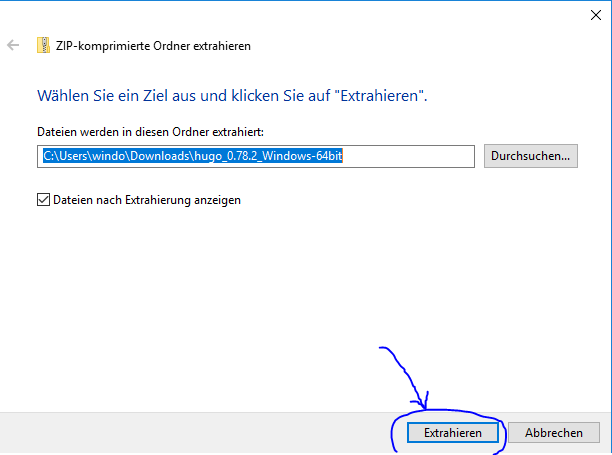 ZIP-komprimierte Ordner extrahieren
Wählen Sie ein Ziel aus und klicken Sie auf "Extrahieren".
Dateien werden in diesen Ordner extrahiert:
C:\Users\windo\Downloads\hugo_0.78.2_Windows-64bit
Durchsuchen...
Dateien nach Extrahierung anzeigen
Extrahieren
Abbrechen